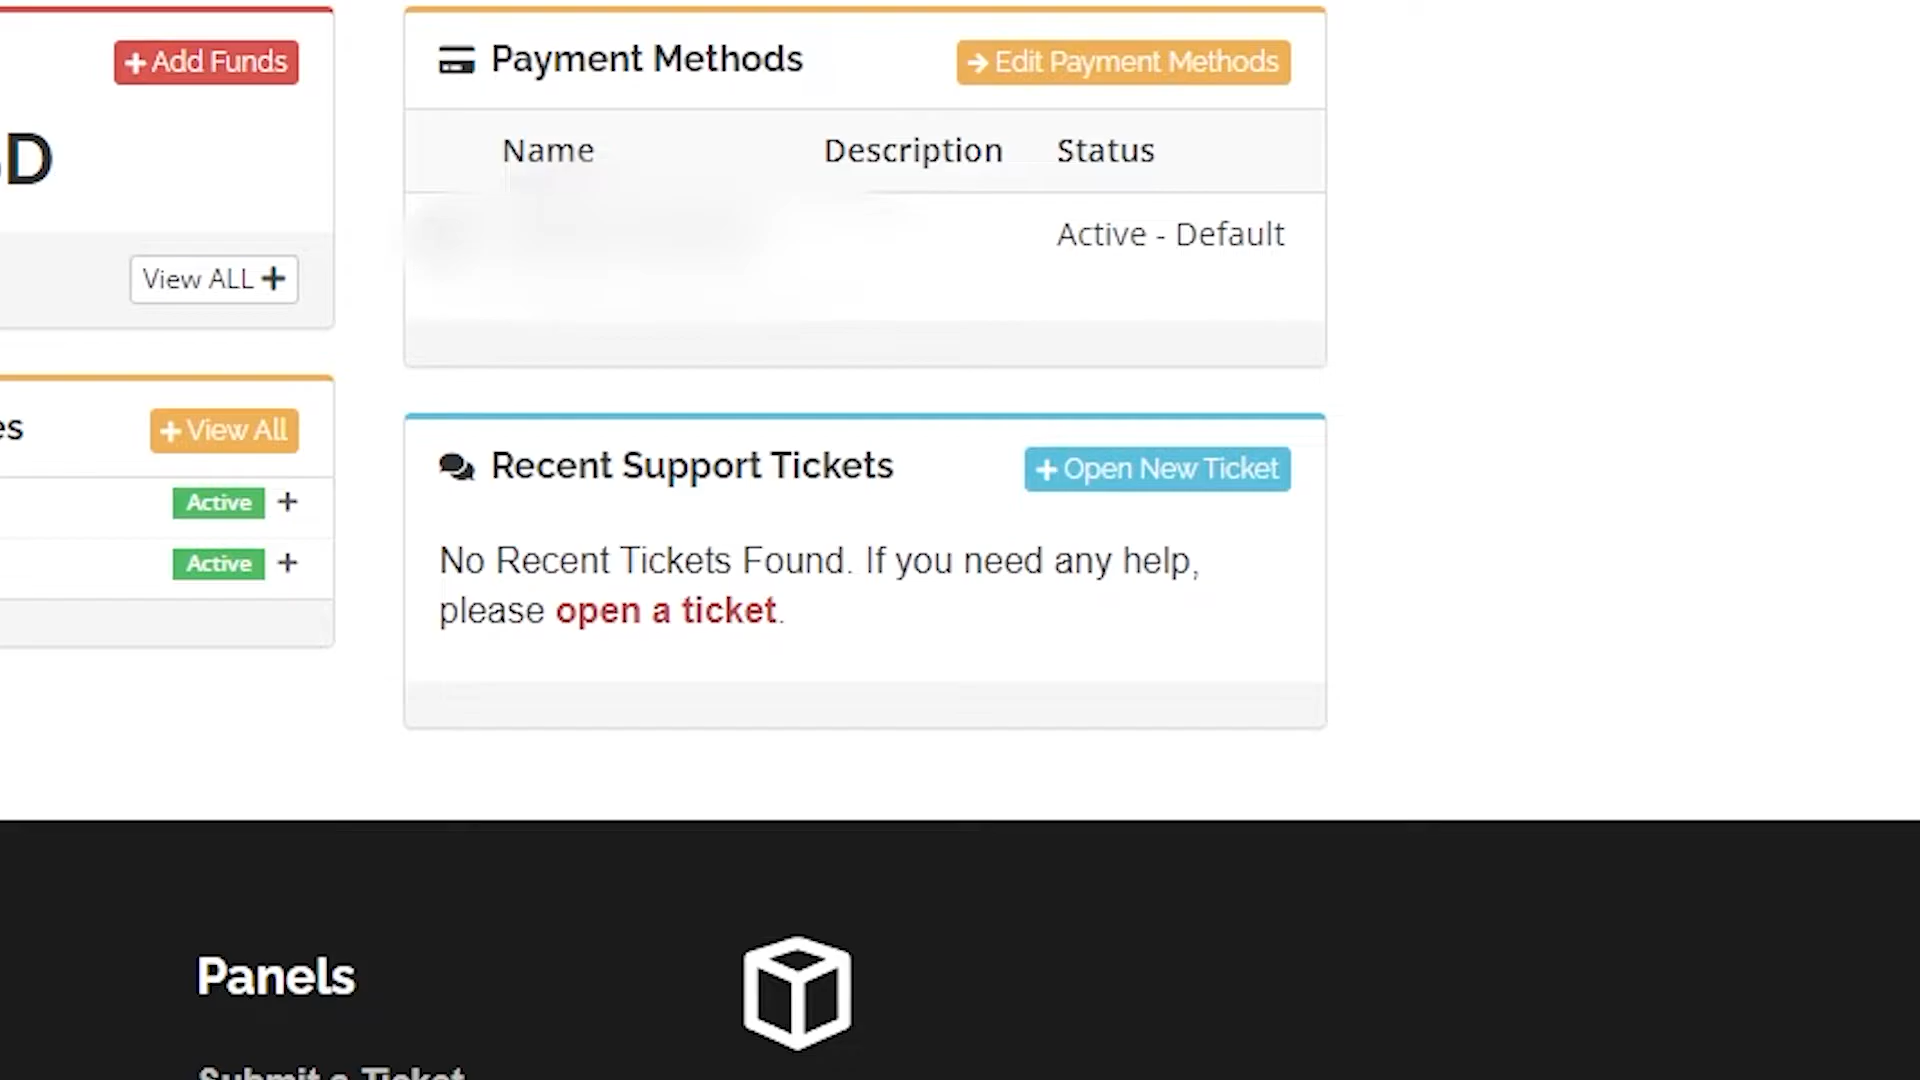 Add Funds
D
View ALL
es
View All
Active
Active
Payment Methods
Edit Payment Methods
Name Description Status
Active - Default
Recent Support Tickets
Open New Ticket
No Recent Tickets Found. If you need any help,
please open a ticket.
Panels
Submit a Ticket